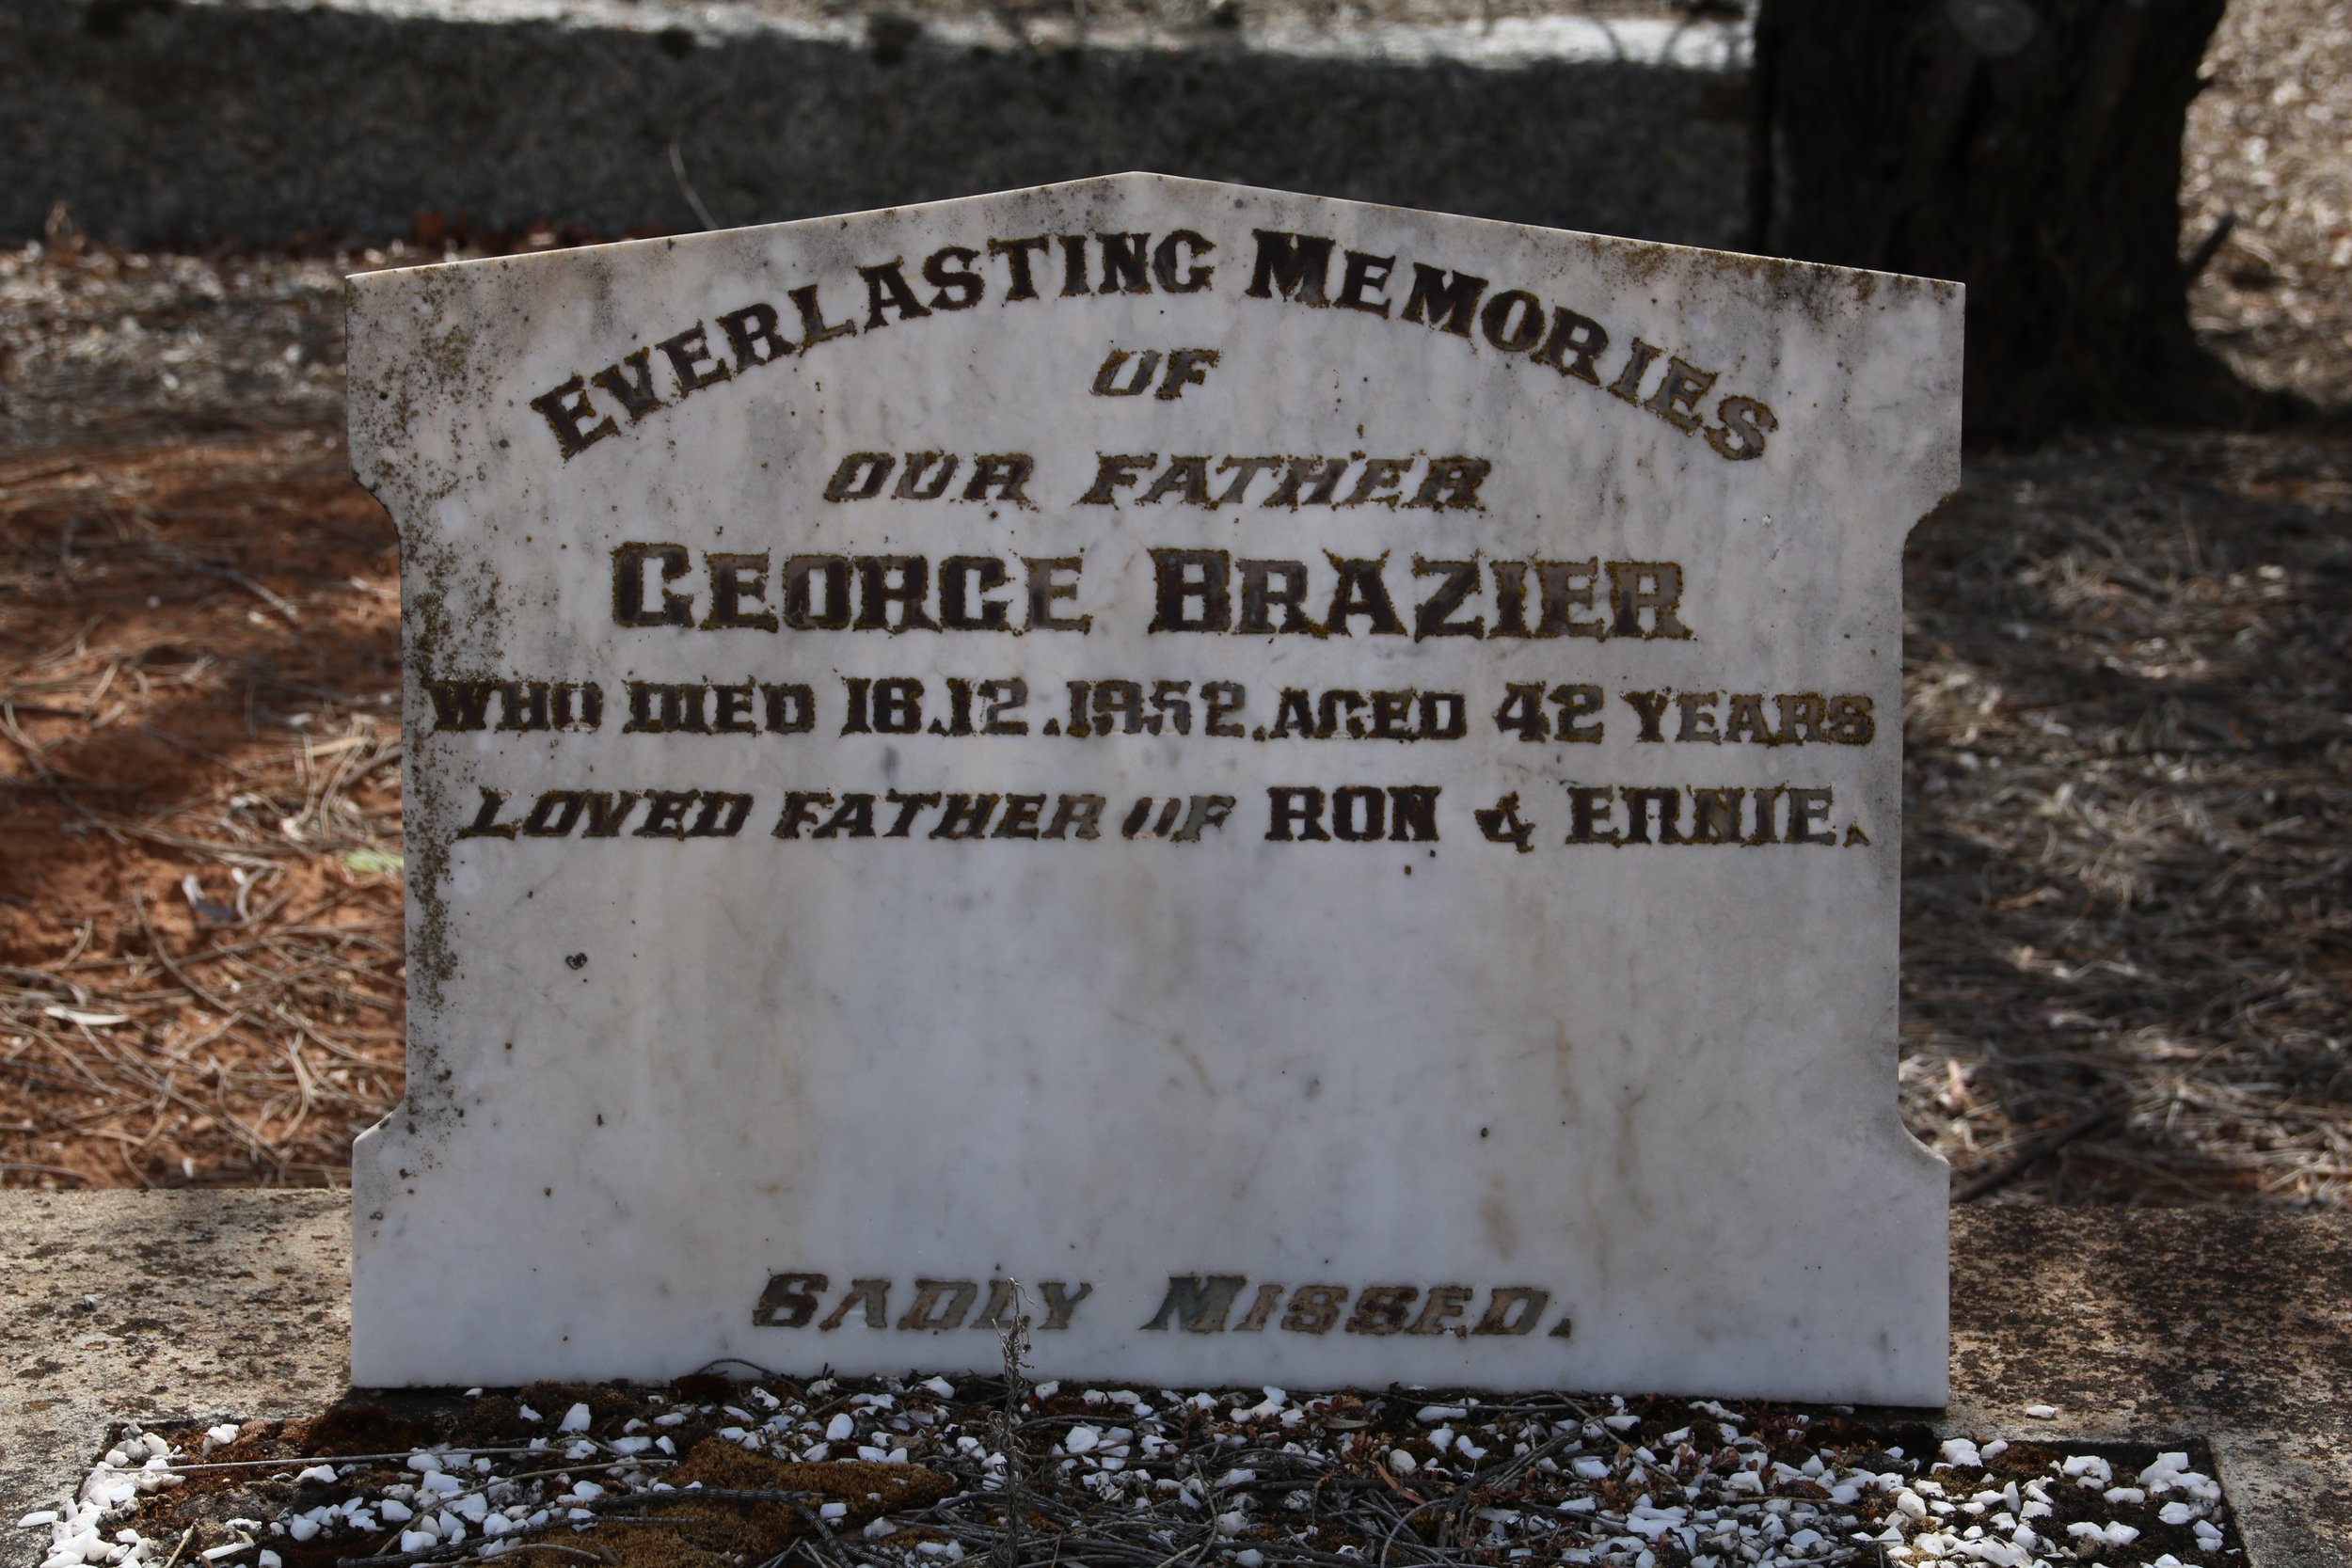 EVERLASTING MEMORIES
OF
OUR FATHER
GEORGE BRAZIER
WHO DIED 16.12.1952. AGED 42 YEARS
LOVED FATHER OF RON & ERNIE.
SADLY MISSED.